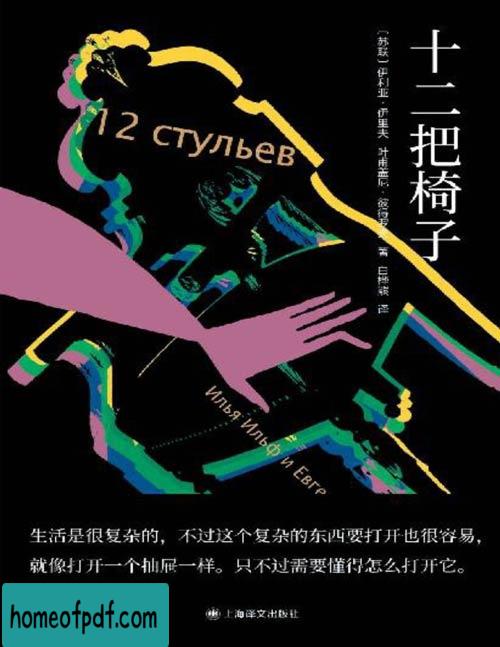 十二把椅子
〔苏联〕伊利亚·伊里夫 叶甫盖尼·彼得罗夫 著 白桦熊 译
12 стульев
Илья Ильф и Евге
生活是很复杂的，不过这个复杂的东西要打开也很容易，
就像打开一个抽屉一样。只不过需要懂得怎么打开它。
上海译文出版社
homeofpdf.com